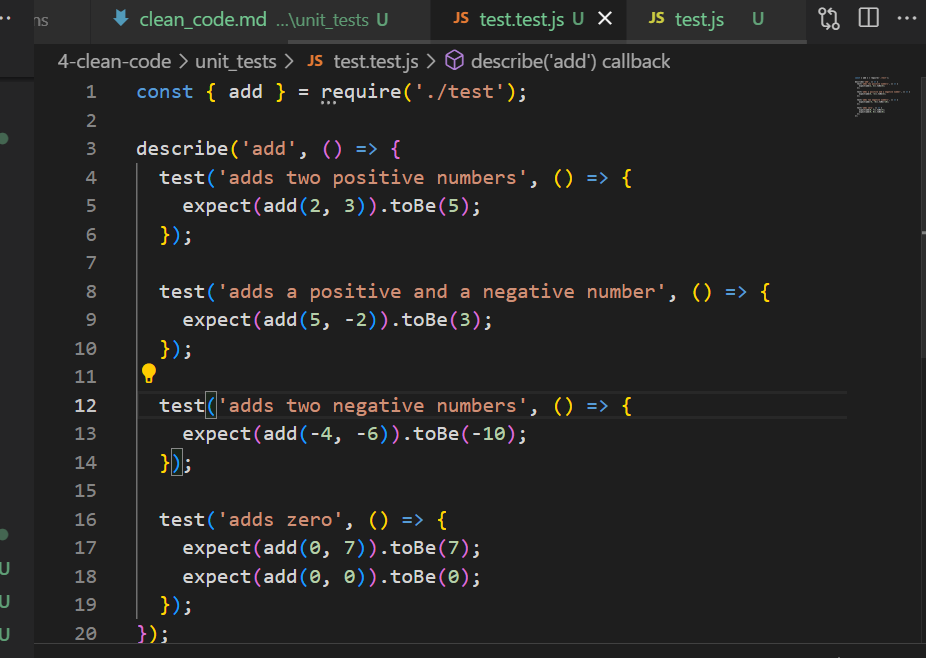 ns clean_code.md ...\unit_tests U JS test.test.js U JS test.js U
4-clean-code > unit_tests > JS test.test.js > describe('add') callback
1 const { add } = require('./test');
2
3 describe('add', () => {
4 test('adds two positive numbers', () => {
5 expect(add(2, 3)).toBe(5);
6 });
7
8 test('adds a positive and a negative number', () => {
9 expect(add(5, -2)).toBe(3);
10 });
11
12 test('adds two negative numbers', () => {
13 expect(add(-4, -6)).toBe(-10);
14 });
15
16 test('adds zero', () => {
17 expect(add(0, 7)).toBe(7);
U
18 expect(add(0, 0)).toBe(0);
U
19 });
U
20 });